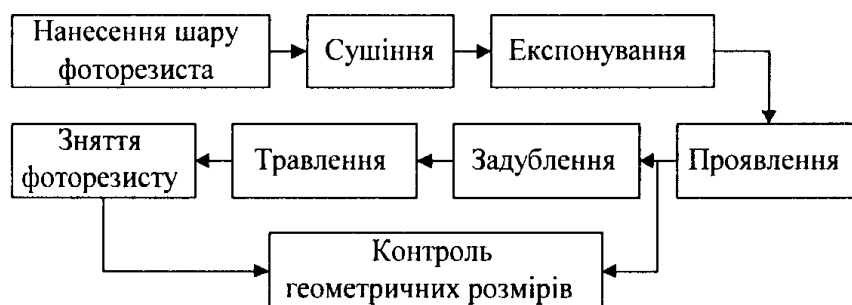 Нанесення шару
фоторезиста
Сушіння
Експонування
Зняття
фоторезисту
Травлення
Задублення
Проявлення
Контроль
геометричних розмірів